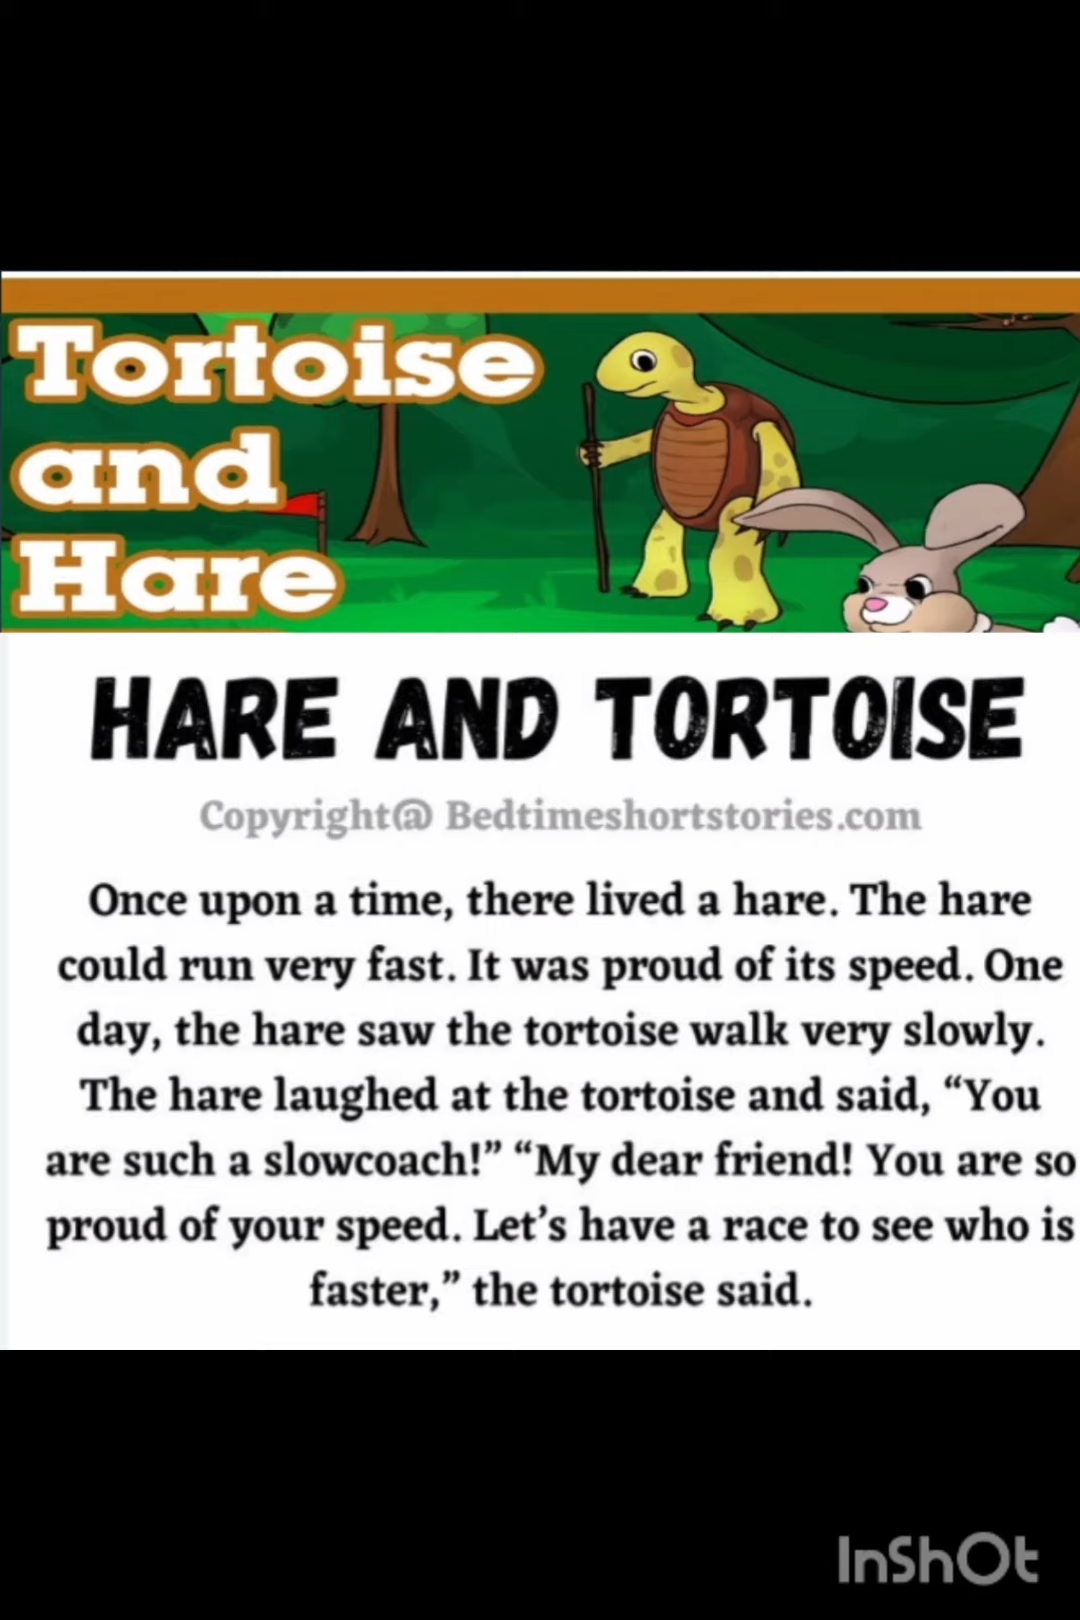 Tortoise
and
Hare
HARE AND TORTOISE
Copyright@ Bedtimeshortstories.com
Once upon a time, there lived a hare. The hare
could run very fast. It was proud of its speed. One
day, the hare saw the tortoise walk very slowly.
The hare laughed at the tortoise and said, “You
are such a slowcoach!” “My dear friend! You are so
proud of your speed. Let’s have a race to see who is
faster,” the tortoise said.
InShOt